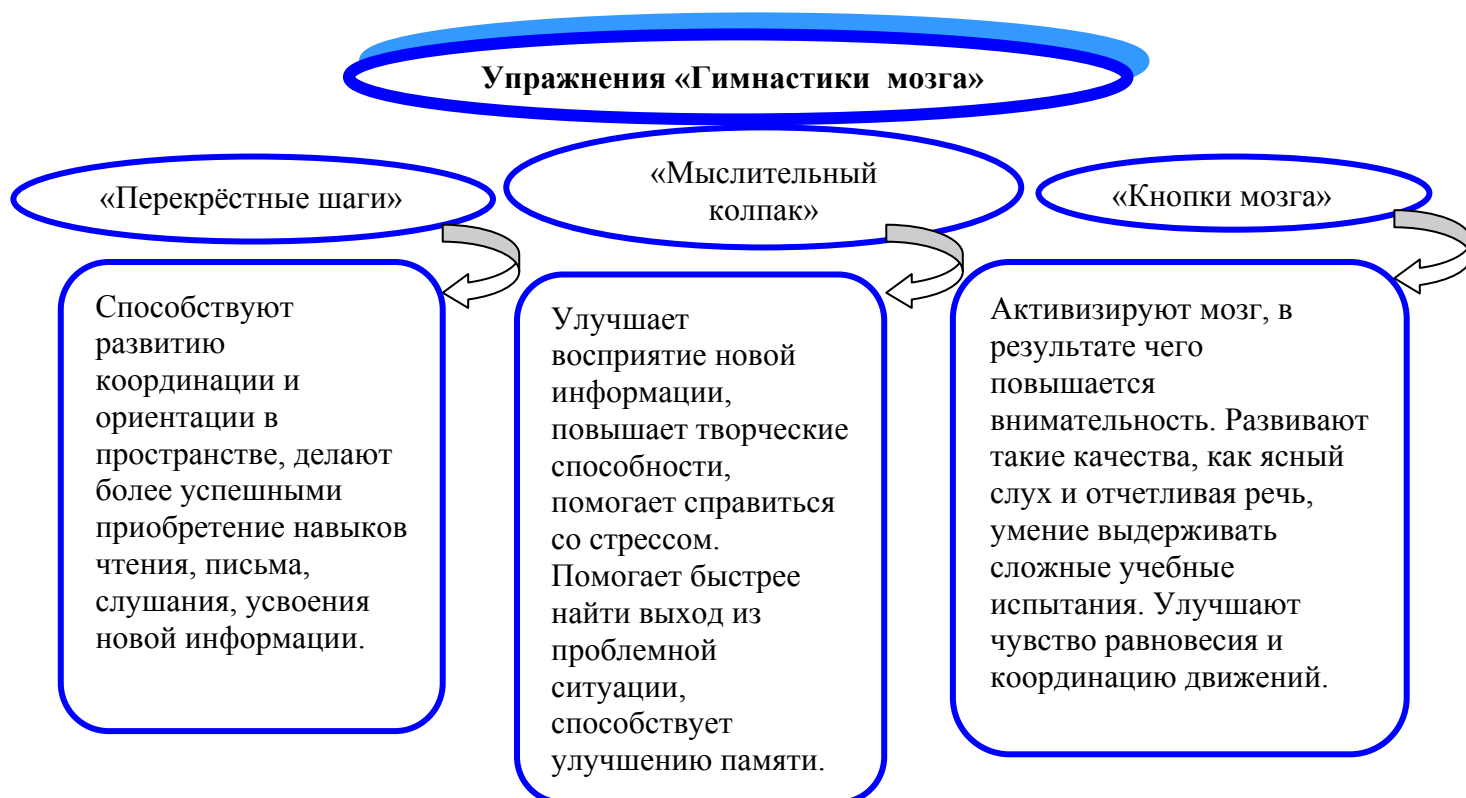 Упражнения «Гимнастики мозга»
«Перекрёстные шаги»
«Мыслительный
колпак»
«Кнопки мозга»
Способствуют
развитию
координации и
ориентации в
пространстве, делают
более успешными
приобретение навыков
чтения, письма,
слушания, усвоения
новой информации.
Улучшает
восприятие новой
информации,
повышает творческие
способности,
помогает справиться
со стрессом.
Помогает быстрее
найти выход из
проблемной
ситуации,
способствует
улучшению памяти.
Активизируют мозг, в
результате чего
повышается
внимательность. Развивают
такие качества, как ясный
слух и отчетливая речь,
умение выдерживать
сложные учебные
испытания. Улучшают
чувство равновесия и
координацию движений.